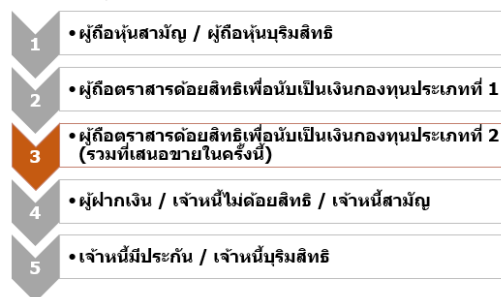 1
• ผู้ถือหุ้นสามัญ / ผู้ถือหุ้นบุริมสิทธิ
2
• ผู้ถือตราสารด้อยสิทธิเพื่อนับเป็นเงินกองทุนประเภทที่ 1
3
• ผู้ถือตราสารด้อยสิทธิเพื่อนับเป็นเงินกองทุนประเภทที่ 2
(รวมที่เสนอขายในครั้งนี้)
4
• ผู้ฝากเงิน / เจ้าหนี้ไม่ด้อยสิทธิ / เจ้าหนี้สามัญ
5
• เจ้าหนี้มีประกัน / เจ้าหนี้บุริมสิทธิ